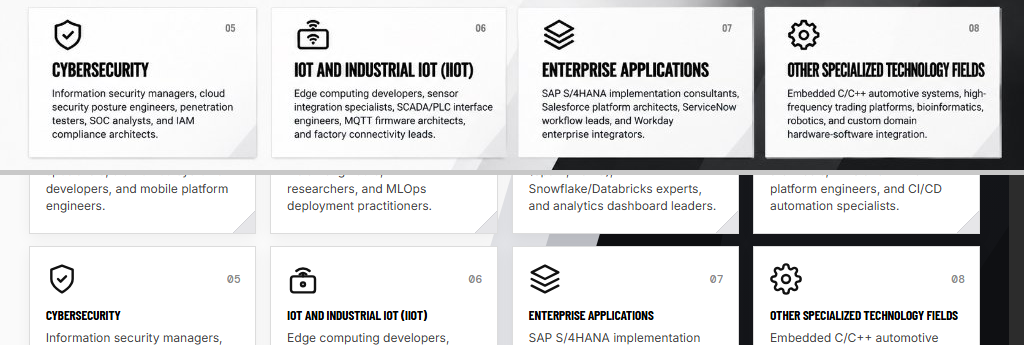 05
CYBERSECURITY
Information security managers, cloud
security posture engineers, penetration
testers, SOC analysts, and IAM
compliance architects.
06
IOT AND INDUSTRIAL IOT (IIOT)
Edge computing developers, sensor
integration specialists, SCADA/PLC interface
engineers, MQTT firmware architects,
and factory connectivity leads.
07
ENTERPRISE APPLICATIONS
SAP S/4HANA implementation consultants,
Salesforce platform architects, ServiceNow
workflow leads, and Workday
enterprise integrators.
08
OTHER SPECIALIZED TECHNOLOGY FIELDS
Embedded C/C++ automotive systems, high-
frequency trading platforms, bioinformatics,
robotics, and custom domain
hardware-software integration.
developers, and mobile platform
engineers.
researchers, and MLOps
deployment practitioners.
Snowflake/Databricks experts,
and analytics dashboard leaders.
platform engineers, and CI/CD
automation specialists.
05
CYBERSECURITY
Information security managers,
06
IOT AND INDUSTRIAL IOT (IIOT)
Edge computing developers,
07
ENTERPRISE APPLICATIONS
SAP S/4HANA implementation
08
OTHER SPECIALIZED TECHNOLOGY FIELDS
Embedded C/C++ automotive